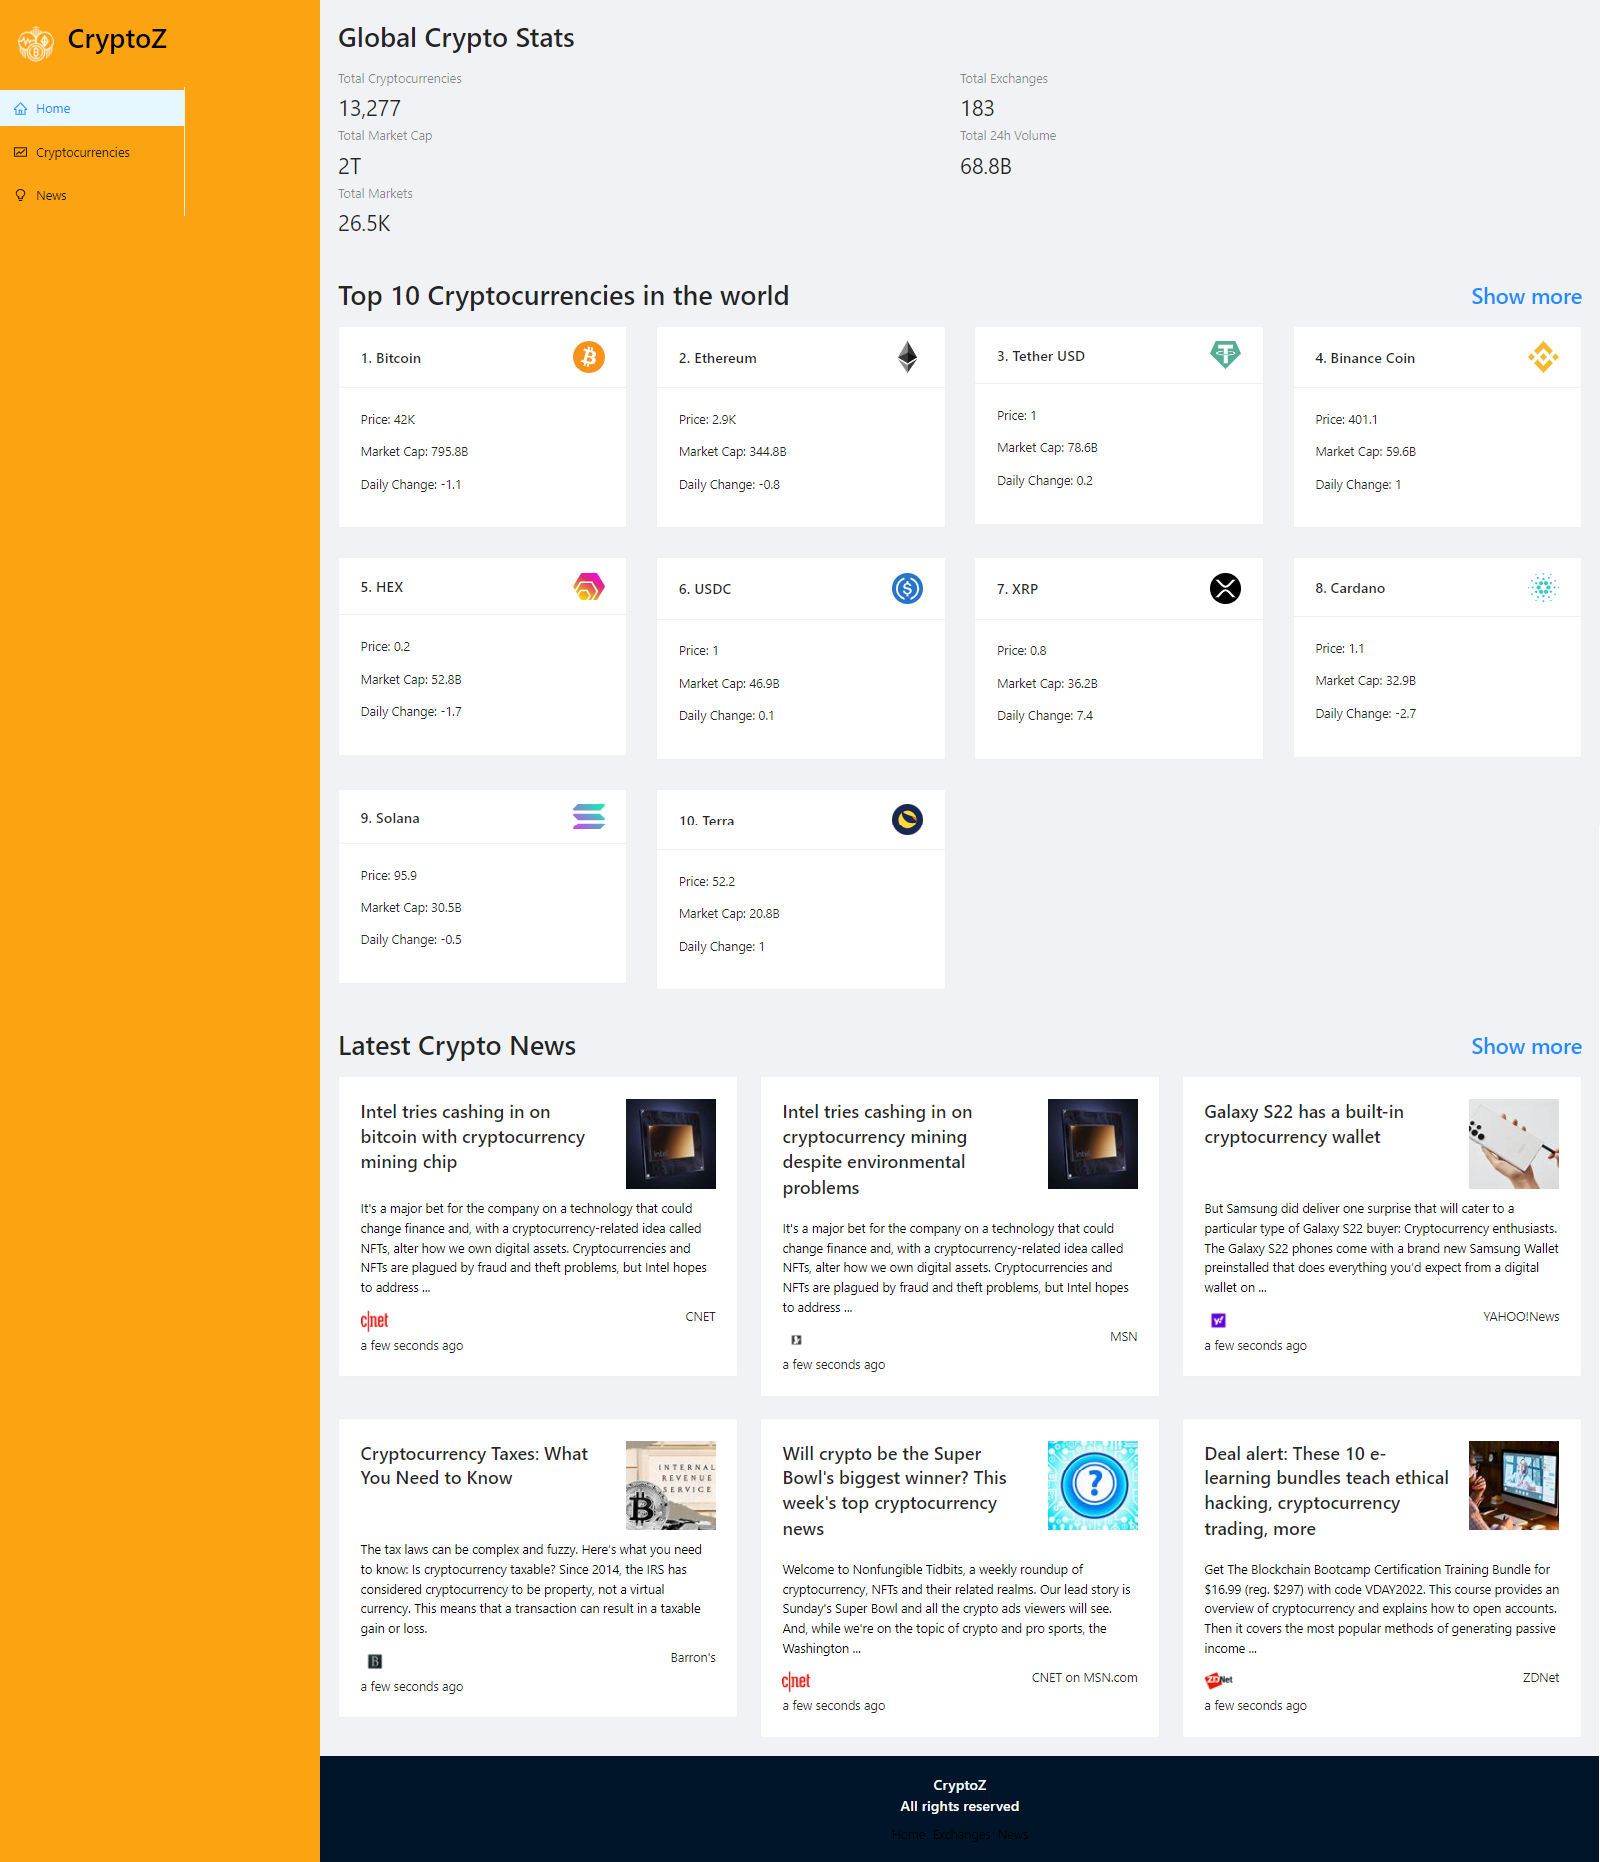 CryptoZ
Home
Cryptocurrencies
News
Global Crypto Stats
Total Cryptocurrencies
13,277
Total Exchanges
183
Total Market Cap
2T
Total 24h Volume
68.8B
Total Markets
26.5K
Top 10 Cryptocurrencies in the world
Show more
1. Bitcoin
Price: 42K
Market Cap: 795.8B
Daily Change: -1.1
2. Ethereum
Price: 2.9K
Market Cap: 344.8B
Daily Change: -0.8
3. Tether USD
Price: 1
Market Cap: 78.6B
Daily Change: 0.2
4. Binance Coin
Price: 401.1
Market Cap: 59.6B
Daily Change: 1
5. HEX
Price: 0.2
Market Cap: 52.8B
Daily Change: -1.7
6. USDC
Price: 1
Market Cap: 46.9B
Daily Change: 0.1
7. XRP
Price: 0.8
Market Cap: 36.2B
Daily Change: 7.4
8. Cardano
Price: 1.1
Market Cap: 32.9B
Daily Change: -2.7
9. Solana
Price: 95.9
Market Cap: 30.5B
Daily Change: -0.5
10. Terra
Price: 52.2
Market Cap: 20.8B
Daily Change: 1
Latest Crypto News
Show more
Intel tries cashing in on
bitcoin with cryptocurrency
mining chip
intel
It's a major bet for the company on a technology that could
change finance and, with a cryptocurrency-related idea called
NFTs, alter how we own digital assets. Cryptocurrencies and
NFTs are plagued by fraud and theft problems, but Intel hopes
to address ...
c|net
CNET
a few seconds ago
Intel tries cashing in on
cryptocurrency mining
despite environmental
problems
intel
It's a major bet for the company on a technology that could
change finance and, with a cryptocurrency-related idea called
NFTs, alter how we own digital assets. Cryptocurrencies and
NFTs are plagued by fraud and theft problems, but Intel hopes
to address ...
MSN
a few seconds ago
Galaxy S22 has a built-in
cryptocurrency wallet
But Samsung did deliver one surprise that will cater to a
particular type of Galaxy S22 buyer: Cryptocurrency enthusiasts.
The Galaxy S22 phones come with a brand new Samsung Wallet
preinstalled that does everything you’d expect from a digital
wallet on ...
y!
YAHOO!News
a few seconds ago
Cryptocurrency Taxes: What
You Need to Know
INTERNAL
REVENUE
SERVICE
The tax laws can be complex and fuzzy. Here’s what you need
to know: Is cryptocurrency taxable? Since 2014, the IRS has
considered cryptocurrency to be property, not a virtual
currency. This means that a transaction can result in a taxable
gain or loss.
B
Barron's
a few seconds ago
Will crypto be the Super
Bowl's biggest winner? This
week's top cryptocurrency
news
?
Welcome to Nonfungible Tidbits, a weekly roundup of
cryptocurrency, NFTs and their related realms. Our lead story is
Sunday's Super Bowl and all the crypto ads viewers will see.
And, while we're on the topic of crypto and pro sports, the
Washington ...
c|net
CNET on MSN.com
a few seconds ago
Deal alert: These 10 e-
learning bundles teach ethical
hacking, cryptocurrency
trading, more
Get The Blockchain Bootcamp Certification Training Bundle for
$16.99 (reg. $297) with code VDAY2022. This course provides an
overview of cryptocurrency and explains how to open accounts.
Then it covers the most popular methods of generating passive
income ...
ZDNet
ZDNet
a few seconds ago
CryptoZ
All rights reserved
Home Exchanges News